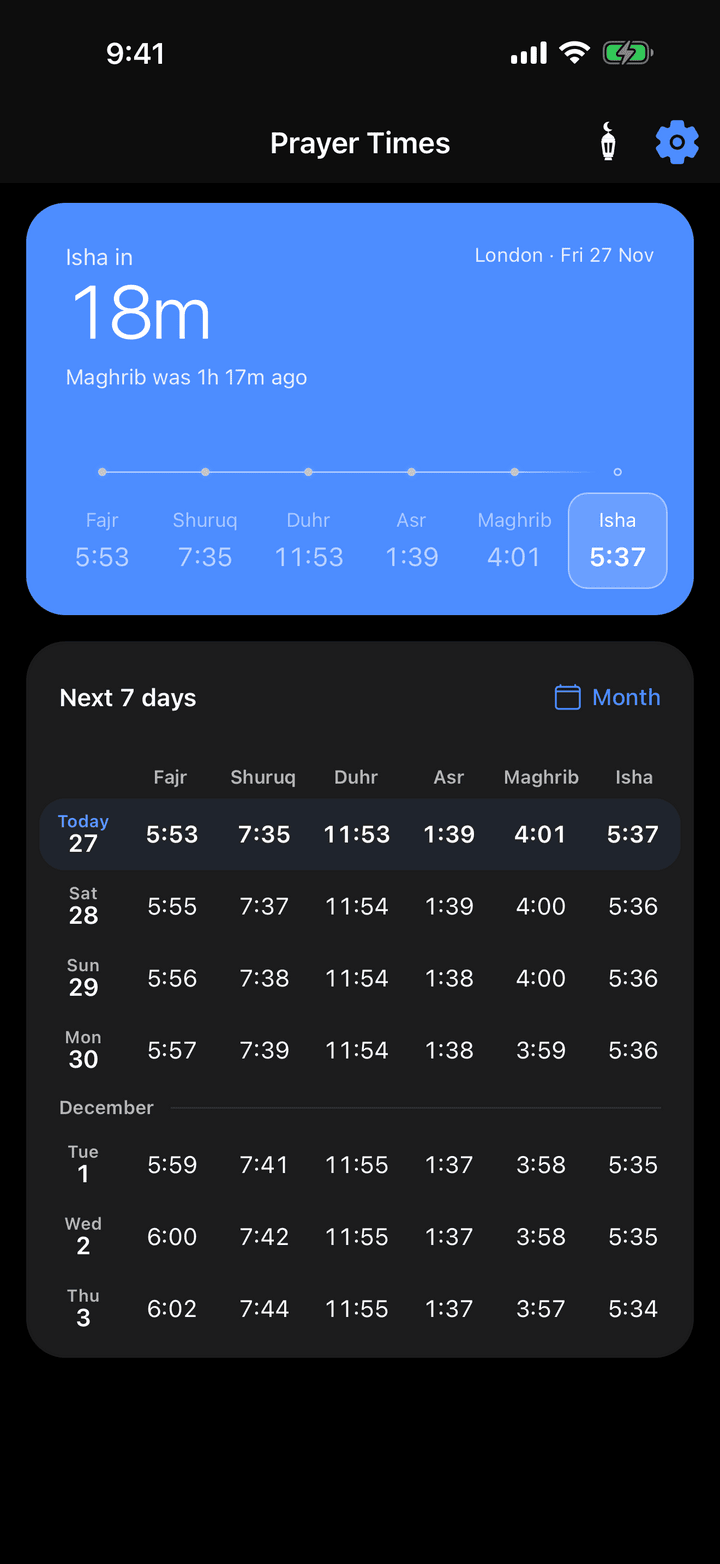 9:41
Prayer Times
Isha in
London · Fri 27 Nov
18m
Maghrib was 1h 17m ago
Fajr Shuruq Duhr Asr Maghrib Isha
5:53 7:35 11:53 1:39 4:01 5:37
Next 7 days Month
Fajr Shuruq Duhr Asr Maghrib Isha
Today 27 5:53 7:35 11:53 1:39 4:01 5:37
Sat 28 5:55 7:37 11:54 1:39 4:00 5:36
Sun 29 5:56 7:38 11:54 1:38 4:00 5:36
Mon 30 5:57 7:39 11:54 1:38 3:59 5:36
December
Tue 1 5:59 7:41 11:55 1:37 3:58 5:35
Wed 2 6:00 7:42 11:55 1:37 3:58 5:35
Thu 3 6:02 7:44 11:55 1:37 3:57 5:34